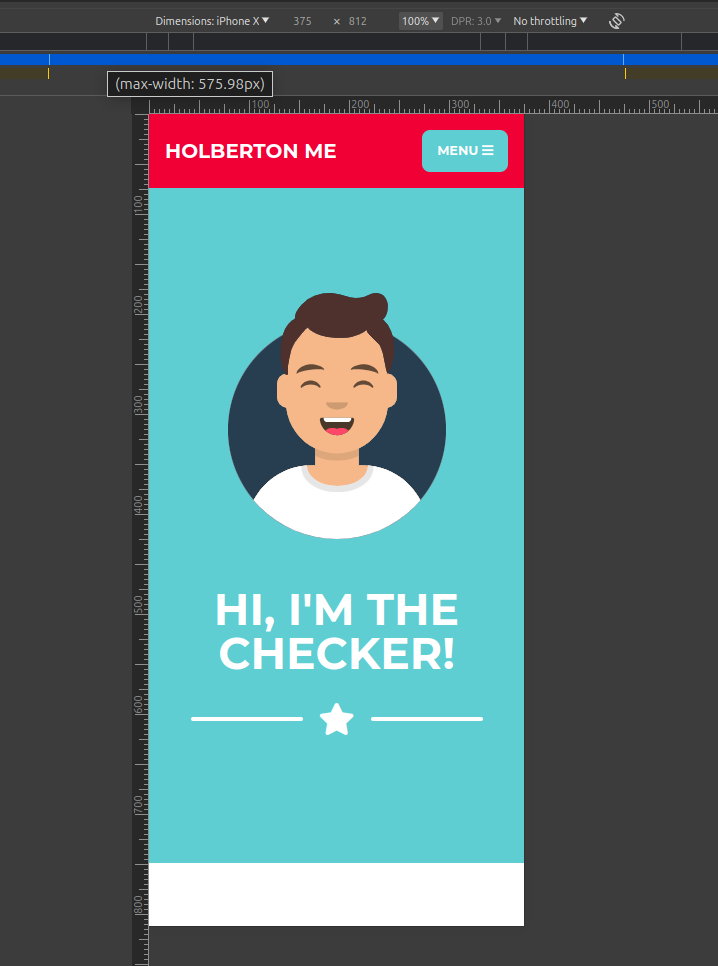 Dimensions: iPhone X 375 × 812 100% DPR: 3.0 No throttling
(max-width: 575.98px)
100 200 300 400 500
HOLBERTON ME MENU
100
200
300
400
HI, I'M THE
500
CHECKER!
600
700
800